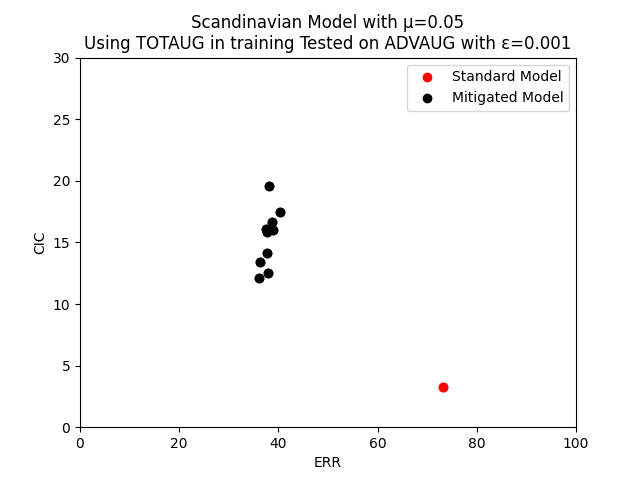 Scandinavian Model with μ=0.05
Using TOTAUG in training Tested on ADVAUG with ε=0.001
Standard Model
Mitigated Model
30
25
20
15
10
5
0
CIC
0 20 40 60 80 100
ERR